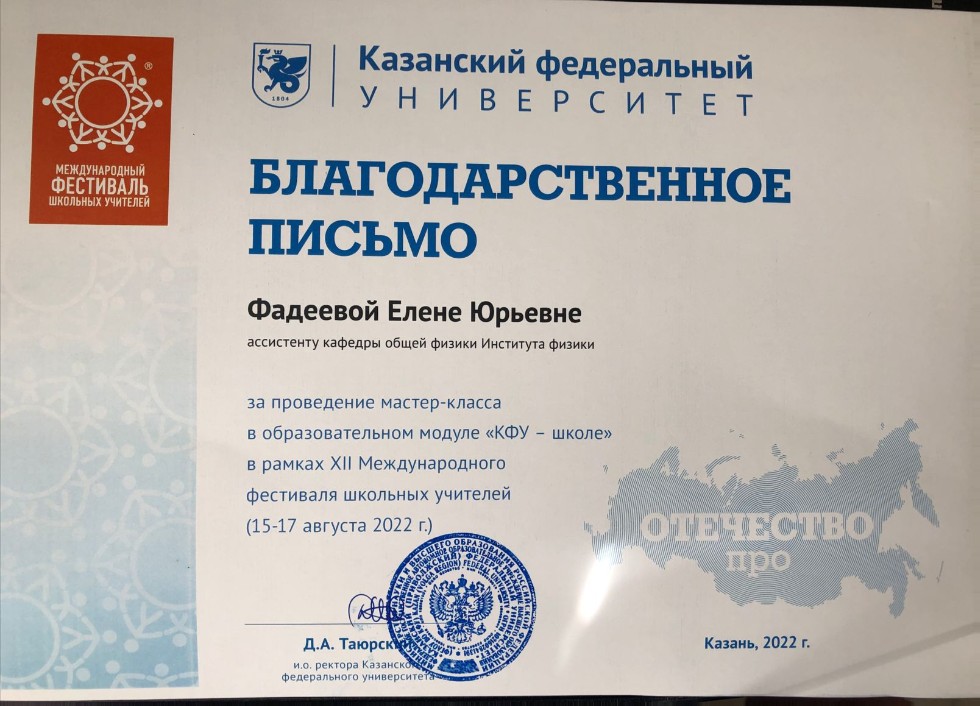 МЕЖДУНАРОДНЫЙ
ФЕСТИВАЛЬ
ШКОЛЬНЫХ УЧИТЕЛЕЙ
®
1804
Казанский федеральный
УНИВЕРСИТЕТ
БЛАГОДАРСТВЕННОЕ
ПИСЬМО
Фадеевой Елене Юрьевне
ассистенту кафедры общей физики Института физики
за проведение мастер-класса
в образовательном модуле «КФУ – школе»
в рамках XII Международного
фестиваля школьных учителей
(15-17 августа 2022 г.)
ОТЕЧЕСТВО
про
Д.А. Таюрск
и.о. ректора Казанского
федерального университета
Казань, 2022 г.